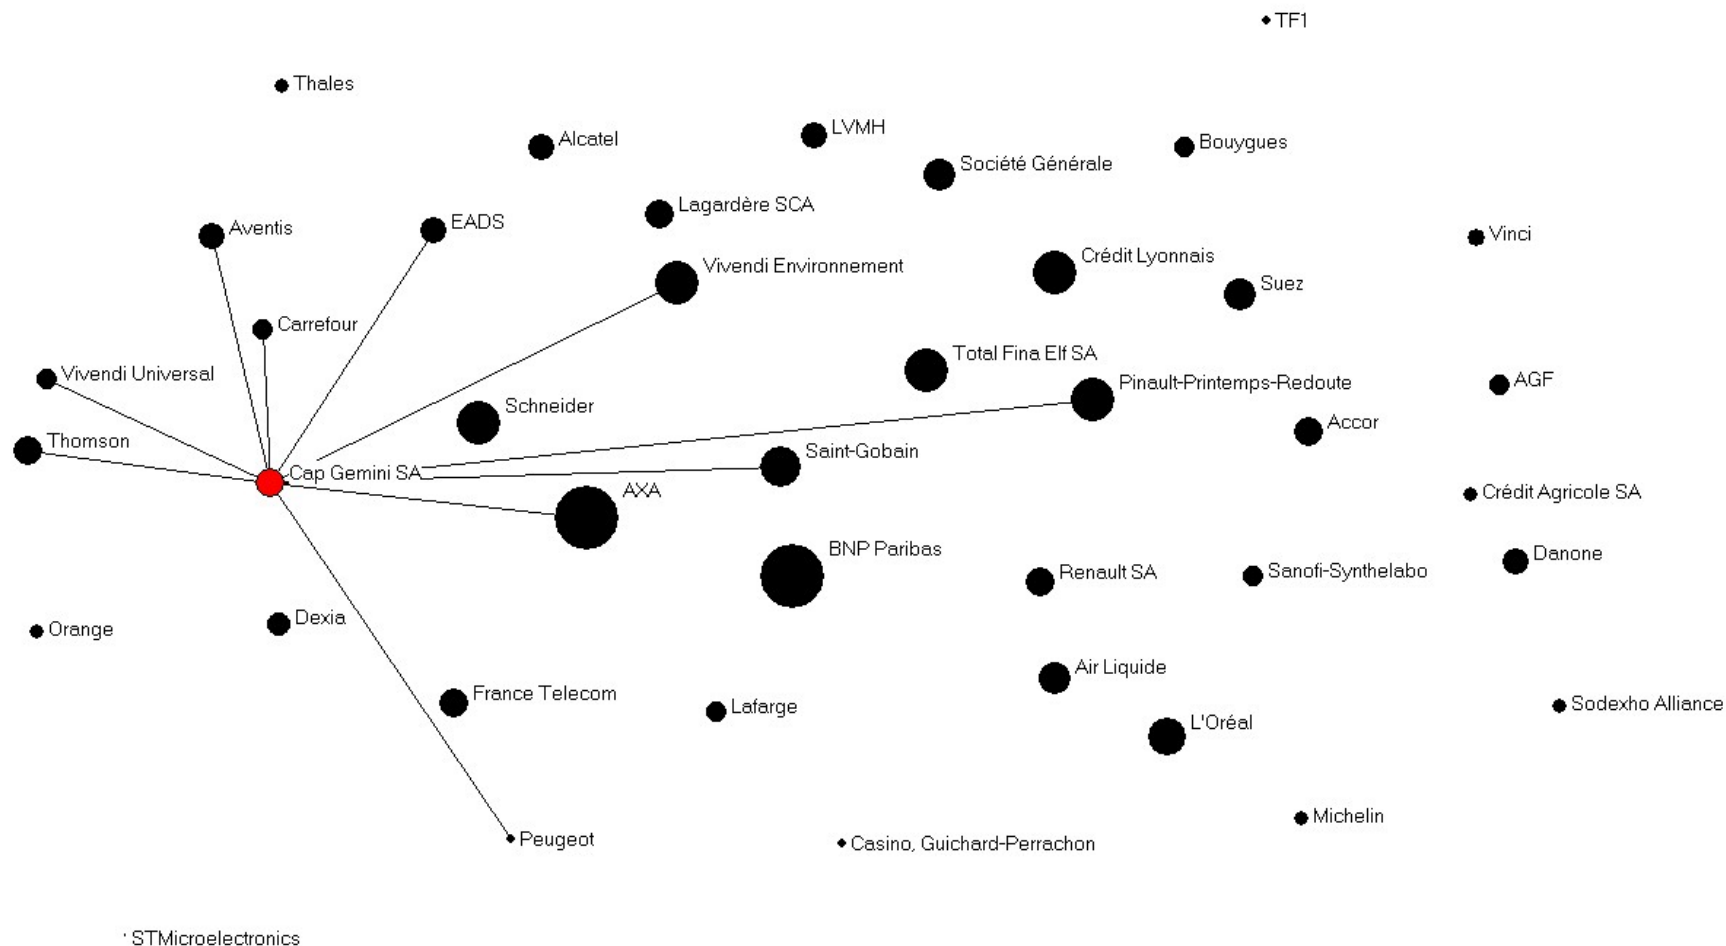 TF1
Thales
LVMH
Alcatel
Bouygues
Société Générale
Lagardère SCA
EADS
Aventis
Vinci
Crédit Lyonnais
Vivendi Environnement
Suez
Carrefour
Total Fina Elf SA
Vivendi Universal
Pinault-Printemps-Redoute
AGF
Schneider
Accor
Thomson
Saint-Gobain
Cap Gemini SA
AXA
Crédit Agricole SA
BNP Paribas
Danone
Renault SA
Sanofi-Synthelabo
Dexia
Orange
Air Liquide
France Telecom
Sodexho Alliance
Lafarge
L'Oréal
Michelin
Peugeot
Casino, Guichard-Perrachon
STMicroelectronics